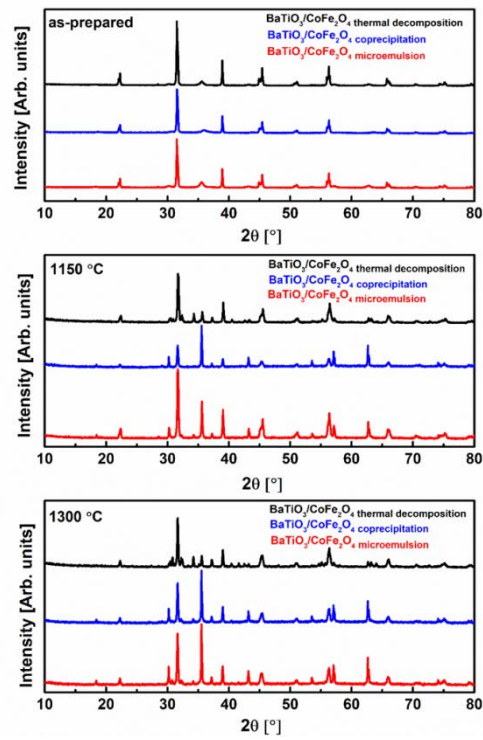 as-prepared
BaTiO₃/CoFe₂O₄ thermal decomposition
BaTiO₃/CoFe₂O₄ coprecipitation
BaTiO₃/CoFe₂O₄ microemulsion
Intensity [Arb. units]
10 20 30 40 50 60 70 80
2θ [°]
1150 °C
BaTiO₃/CoFe₂O₄ thermal decomposition
BaTiO₃/CoFe₂O₄ coprecipitation
BaTiO₃/CoFe₂O₄ microemulsion
Intensity [Arb. units]
10 20 30 40 50 60 70 80
2θ [°]
1300 °C
BaTiO₃/CoFe₂O₄ thermal decomposition
BaTiO₃/CoFe₂O₄ coprecipitation
BaTiO₃/CoFe₂O₄ microemulsion
Intensity [Arb. units]
10 20 30 40 50 60 70 80
2θ [°]